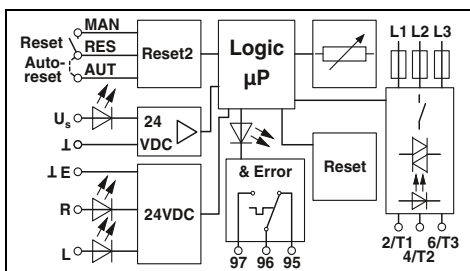 MAN
Reset
RES
Auto-
reset
AUT
Reset2
Logic
µP
L1 L2 L3
Us
⊥
24
VDC
⊥ E
R
L
24VDC
& Error
97 96 95
Reset
2/T1 6/T3
4/T2